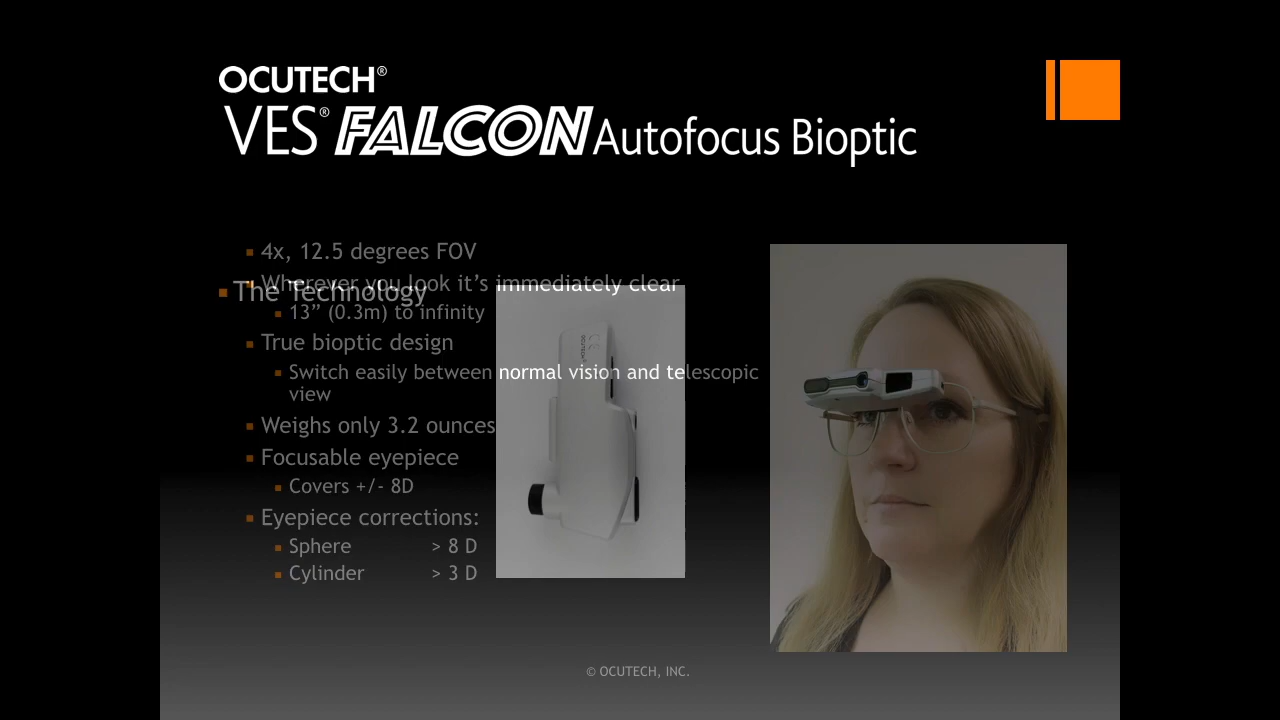 OCUTECH®
VES® FALCON Autofocus Bioptic
4x, 12.5 degrees FOV
Wherever you look it’s immediately clear
The Technology
13” (0.3m) to infinity
True bioptic design
Switch easily between normal vision and telescopic
view
Weighs only 3.2 ounces
Focusable eyepiece
Covers +/- 8D
Eyepiece corrections:
Sphere > 8 D
Cylinder > 3 D
OCUTECH®
CE
© OCUTECH, INC.